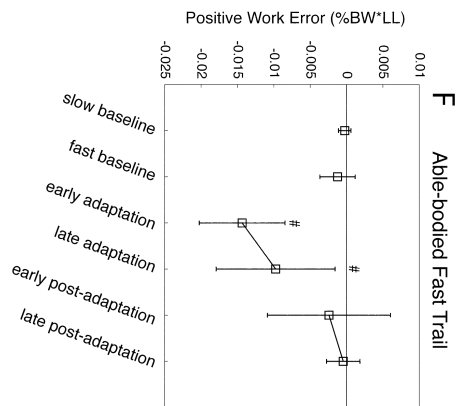 F Able-bodied Fast Trail
Positive Work Error (%BW*LL)
0.01
0.005
0
-0.005
-0.01
-0.015
-0.02
-0.025
slow baseline
fast baseline
early adaptation
late adaptation
early post-adaptation
late post-adaptation
#
#